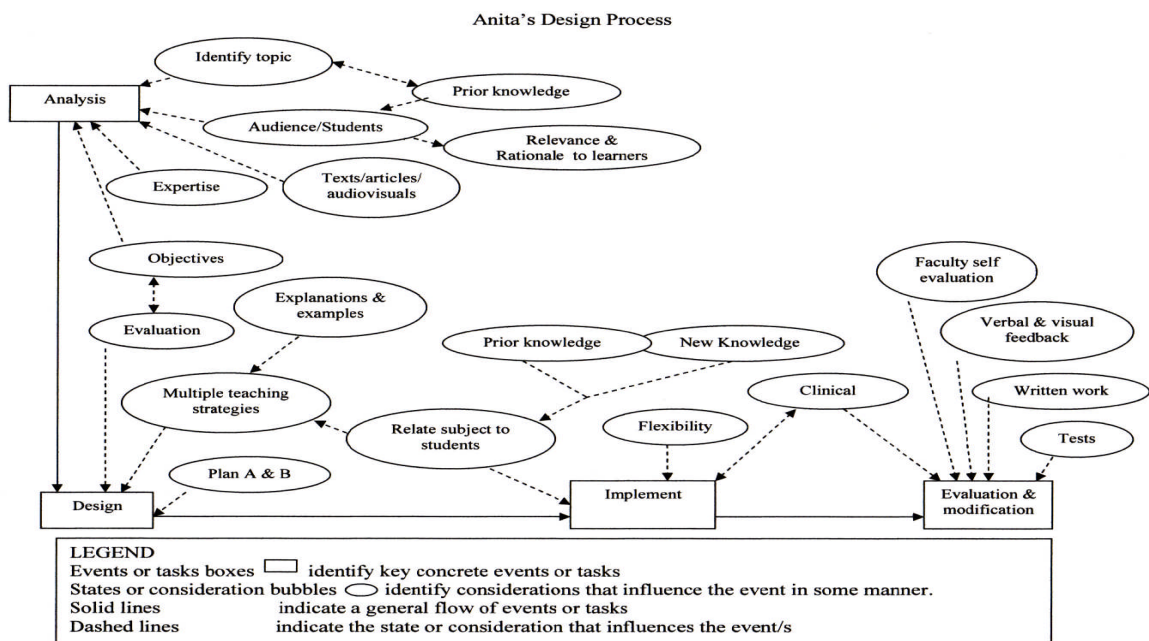 Anita's Design Process
Identify topic
Analysis
Prior knowledge
Audience/Students
Relevance &
Rationale to learners
Expertise
Texts/articles/
audiovisuals
Objectives
Faculty self
evaluation
Explanations &
examples
Evaluation
Verbal & visual
feedback
Prior knowledge
New Knowledge
Multiple teaching
strategies
Clinical
Written work
Relate subject to
students
Flexibility
Tests
Plan A & B
Design
Implement
Evaluation &
modification
LEGEND
Events or tasks boxes identify key concrete events or tasks
States or consideration bubbles identify considerations that influence the event in some manner.
Solid lines indicate a general flow of events or tasks
Dashed lines indicate the state or consideration that influences the event/s